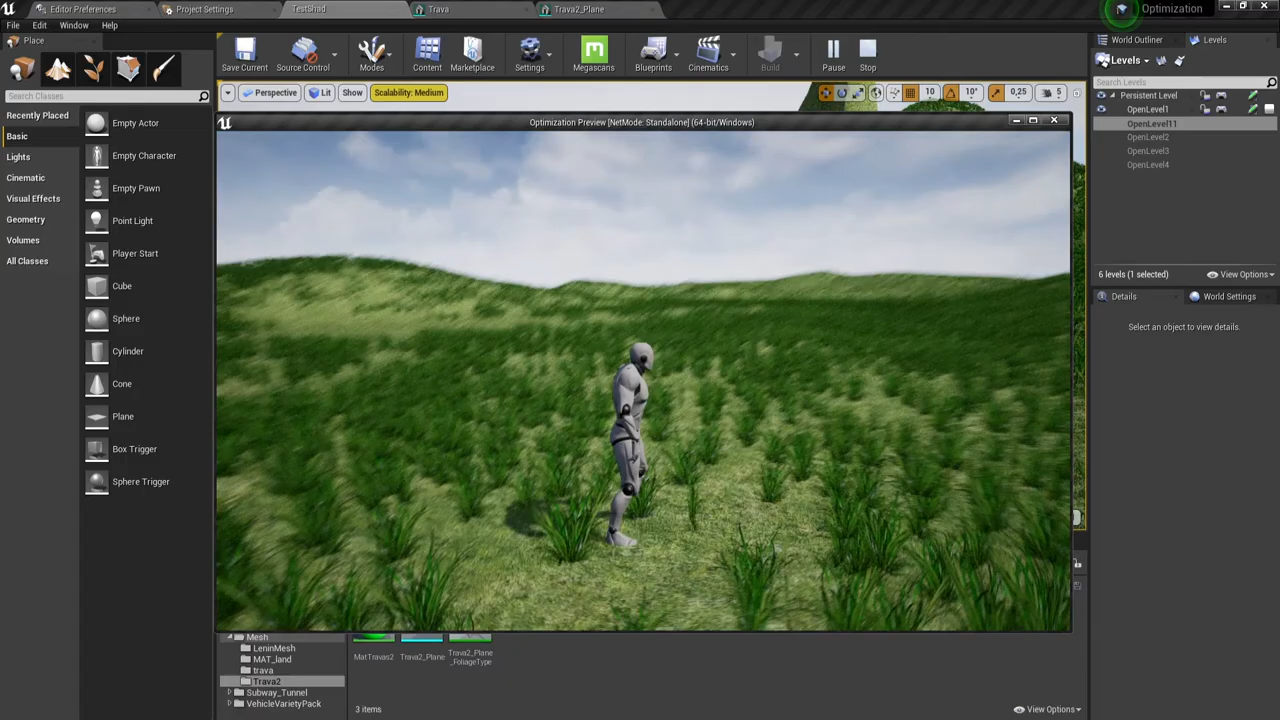 Editor Preferences
Project Settings
TestShad
Trava
Trava2_Plane
Optimization
File
Edit
Window
Help
Place
Search Classes
Recently Placed
Basic
Lights
Cinematic
Visual Effects
Geometry
Volumes
All Classes
Empty Actor
Empty Character
Empty Pawn
Point Light
Player Start
Cube
Sphere
Cylinder
Cone
Plane
Box Trigger
Sphere Trigger
Save Current
Source Control
Modes
Content
Marketplace
Settings
Megascans
Blueprints
Cinematics
Build
Pause
Stop
Perspective
Lit
Show
Scalability: Medium
10
10°
0,25
5
Optimization Preview [NetMode: Standalone] (64-bit/Windows)
World Outliner
Levels
Levels
Search Levels
Persistent Level
OpenLevel1
OpenLevel11
OpenLevel2
OpenLevel3
OpenLevel4
6 levels (1 selected)
View Options
Details
World Settings
Select an object to view details.
Mesh
LeninMesh
MAT_land
trava
Trava2
Subway_Tunnel
VehicleVarietyPack
MatTravas2
Trava2_Plane
Trava2_Plane
_FoliageType
3 items
View Options